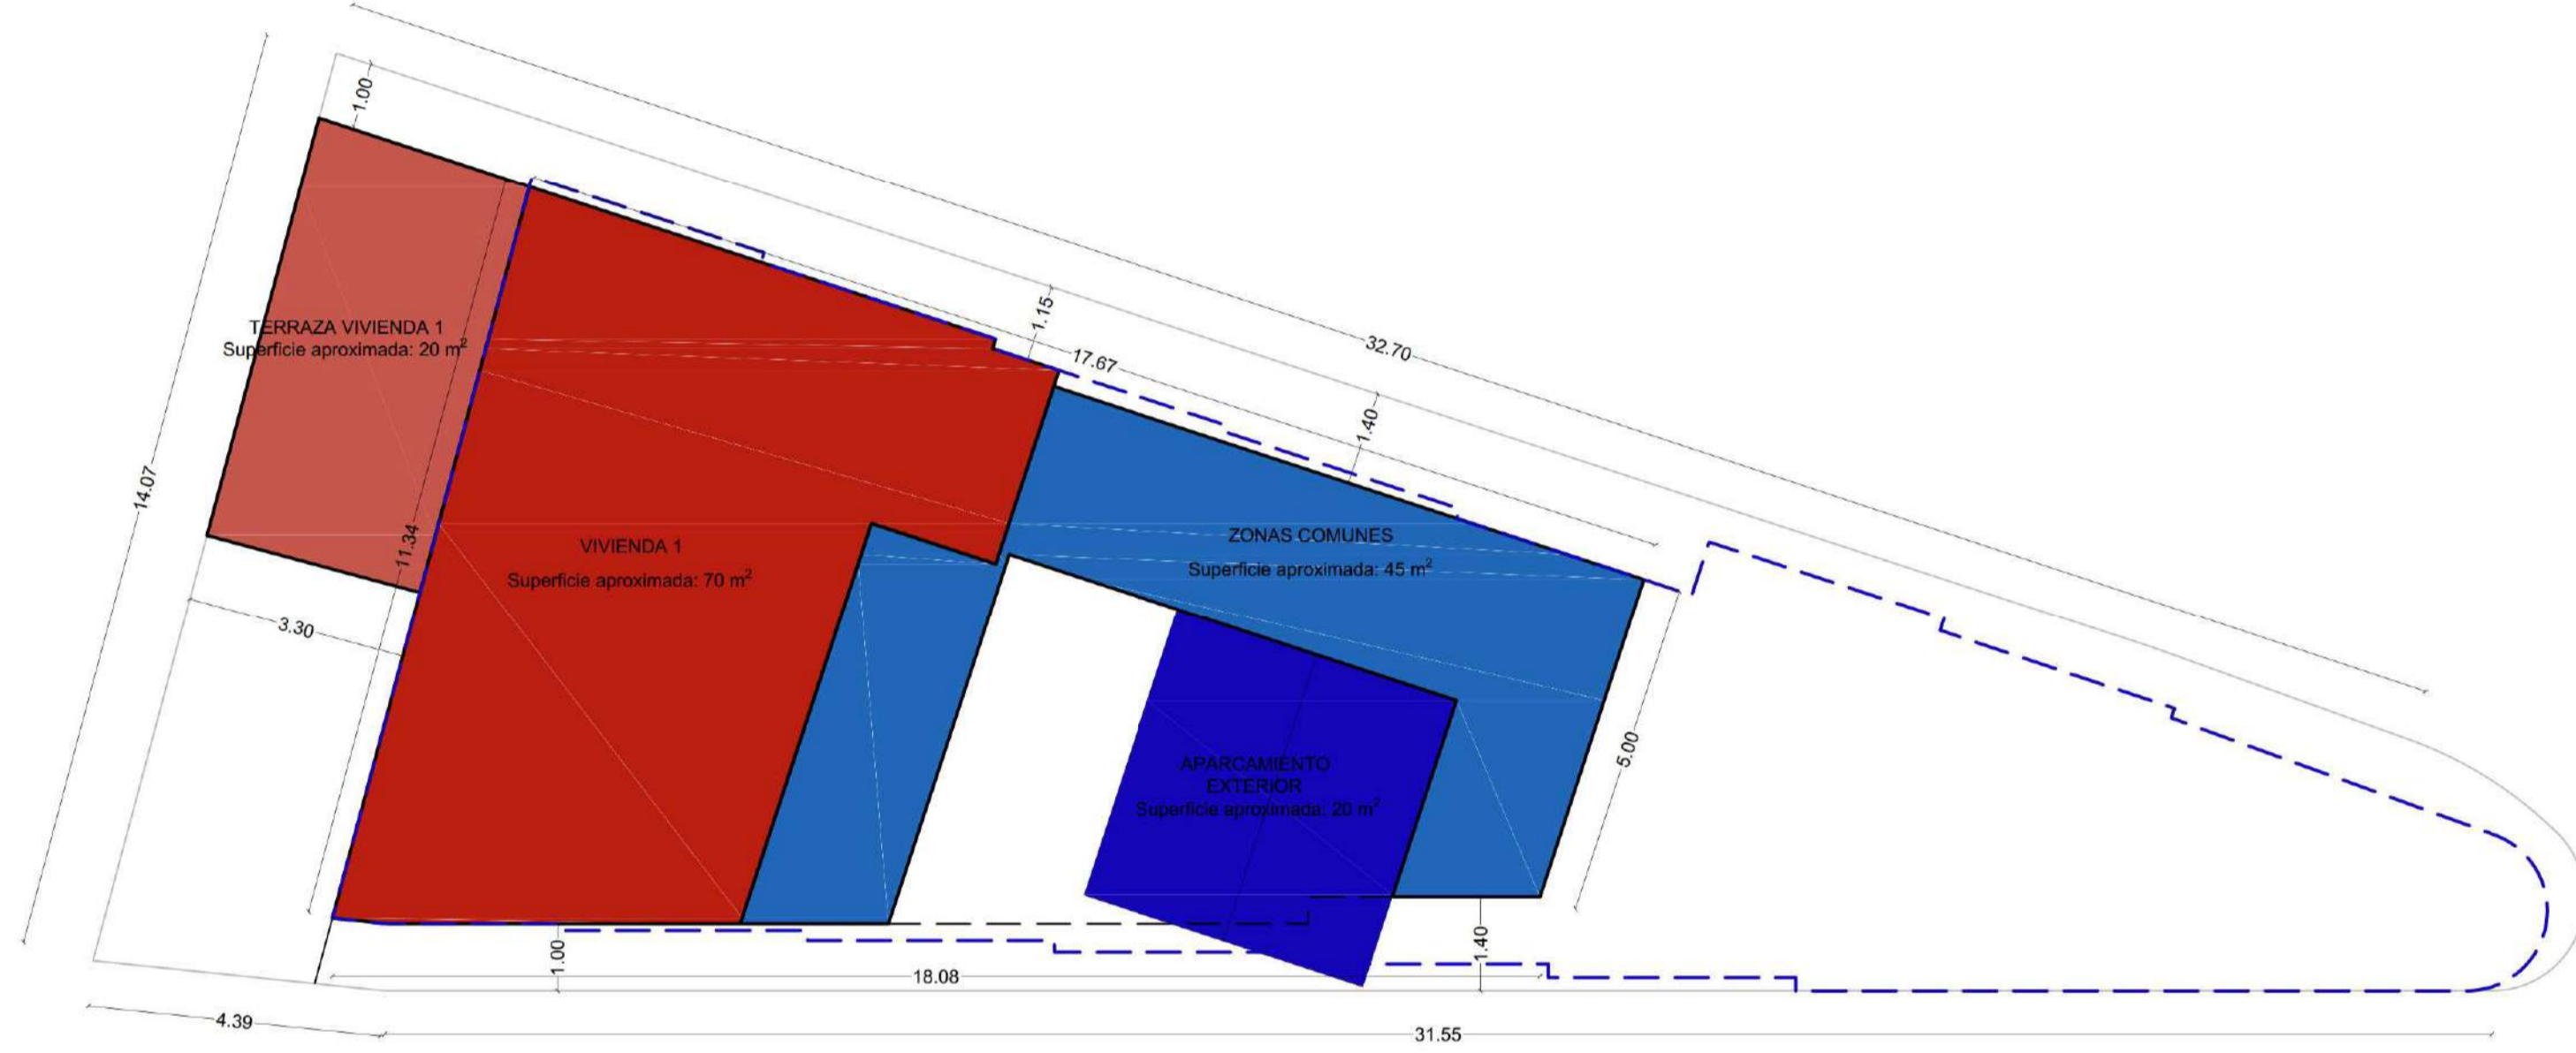 1.00
TERRAZA VIVIENDA 1
Superficie aproximada: 20 m²
14.07
11.34
3.30
VIVIENDA 1
Superficie aproximada: 70 m²
1.15
17.67
32.70
1.40
ZONAS COMUNES
Superficie aproximada: 45 m²
5.00
APARCAMIENTO
EXTERIOR
Superficie aproximada: 20 m²
1.00
1.40
18.08
4.39
31.55